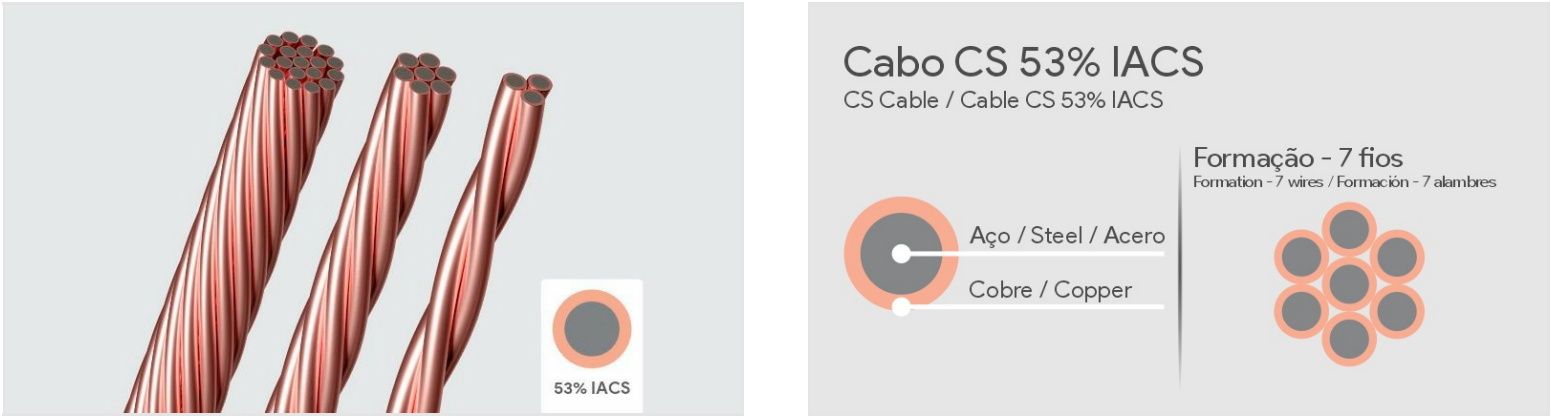 53% IACS
Cabo CS 53% IACS
CS Cable / Cable CS 53% IACS
Aço / Steel / Acero
Cobre / Copper
Formação - 7 fios
Formation - 7 wires / Formación - 7 alambres